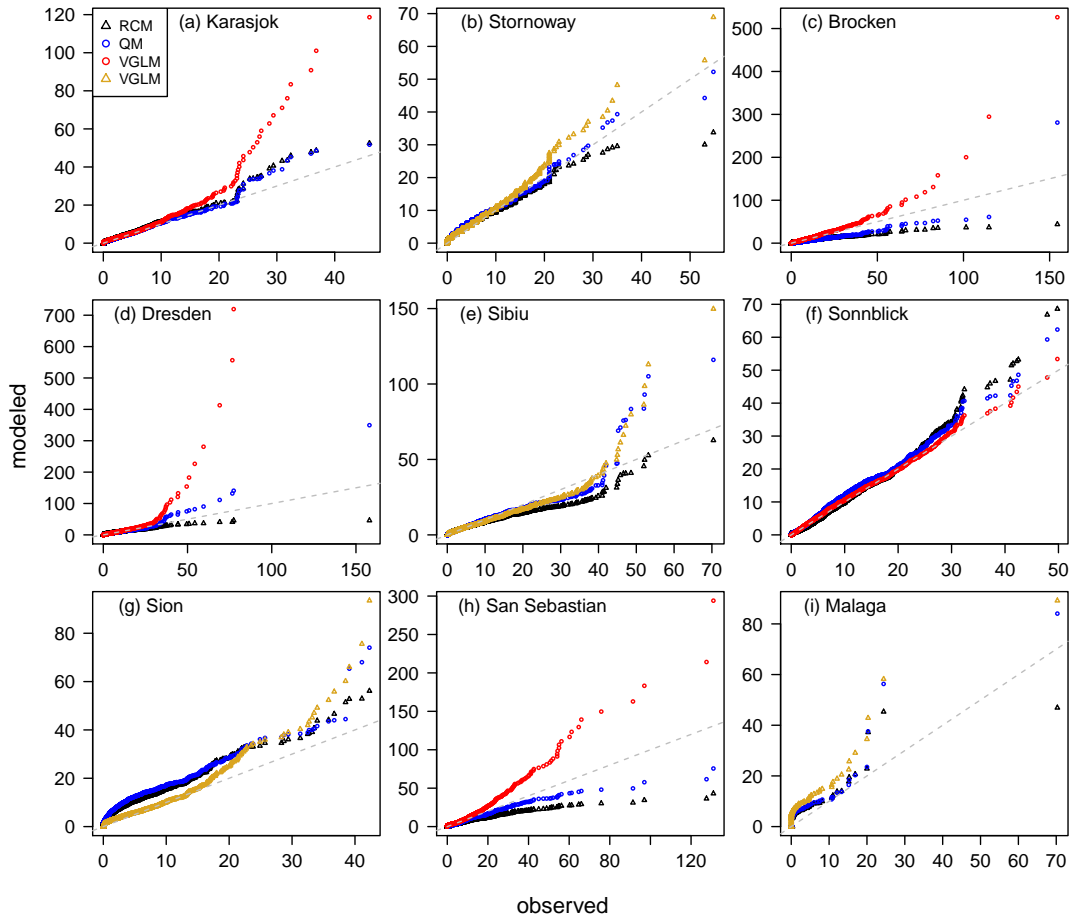 (a) Karasjok
RCM
QM
VGLM
VGLM
0 20 40 60 80 100 120
0 10 20 30 40
(b) Stornoway
0 10 20 30 40 50 60 70
0 10 20 30 40 50
(c) Brocken
0 100 200 300 400 500
0 50 100 150
(d) Dresden
0 100 200 300 400 500 600 700
0 50 100 150
(e) Sibiu
0 50 100 150
0 10 20 30 40 50 60 70
(f) Sonnblick
0 10 20 30 40 50 60 70
0 10 20 30 40 50
(g) Sion
0 20 40 60 80
0 10 20 30 40
(h) San Sebastian
0 50 100 150 200 250 300
0 20 40 60 80 100 120
(i) Malaga
0 20 40 60 80
0 10 20 30 40 50 60 70
modeled
observed